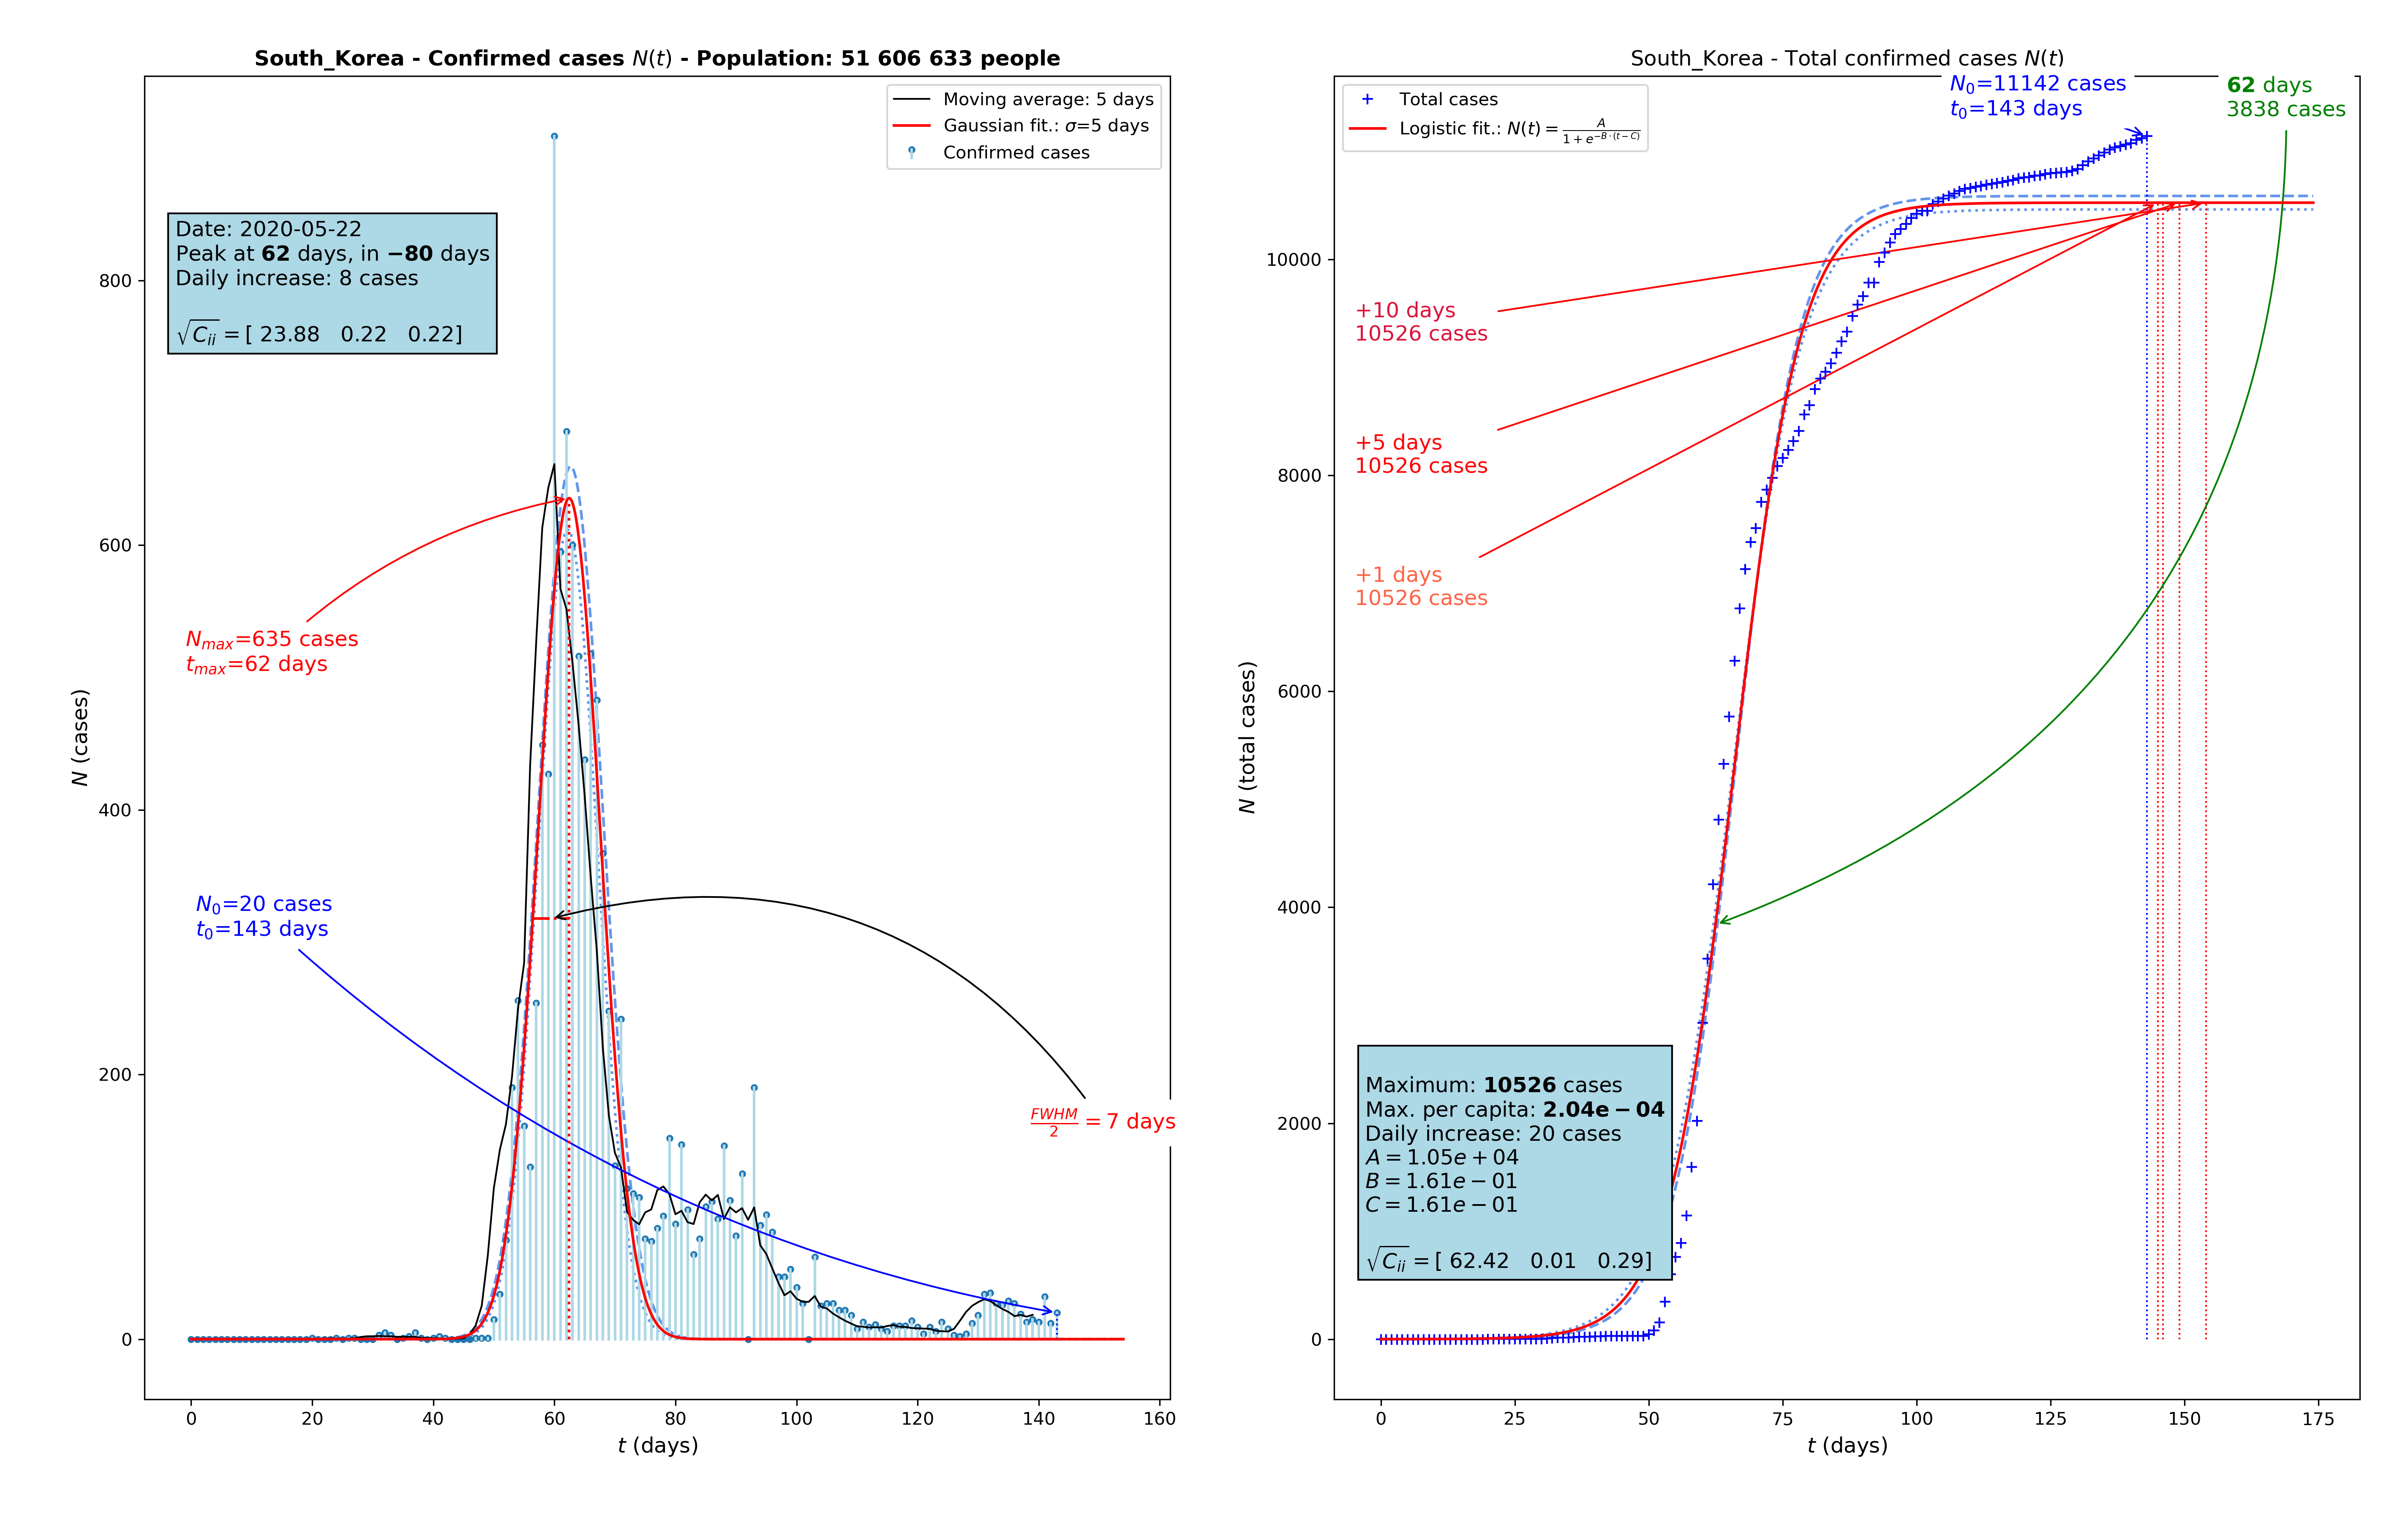 South_Korea - Confirmed cases N(t) - Population: 51 606 633 people
Moving average: 5 days
Gaussian fit.: σ=5 days
Confirmed cases
Date: 2020-05-22
Peak at 62 days, in −80 days
Daily increase: 8 cases
√C_ii = [ 23.88 0.22 0.22]
N_max=635 cases
t_max=62 days
N_0=20 cases
t_0=143 days
FWHM/2 = 7 days
N (cases)
800
600
400
200
0
0 20 40 60 80 100 120 140 160
t (days)
South_Korea - Total confirmed cases N(t)
Total cases
Logistic fit.: N(t) = A/(1 + e^{−B·(t−C)})
N_0=11142 cases
t_0=143 days
62 days
3838 cases
+10 days
10526 cases
+5 days
10526 cases
+1 days
10526 cases
Maximum: 10526 cases
Max. per capita: 2.04e − 04
Daily increase: 20 cases
A = 1.05e + 04
B = 1.61e − 01
C = 1.61e − 01
√C_ii = [ 62.42 0.01 0.29]
N (total cases)
10000
8000
6000
4000
2000
0
0 25 50 75 100 125 150 175
t (days)